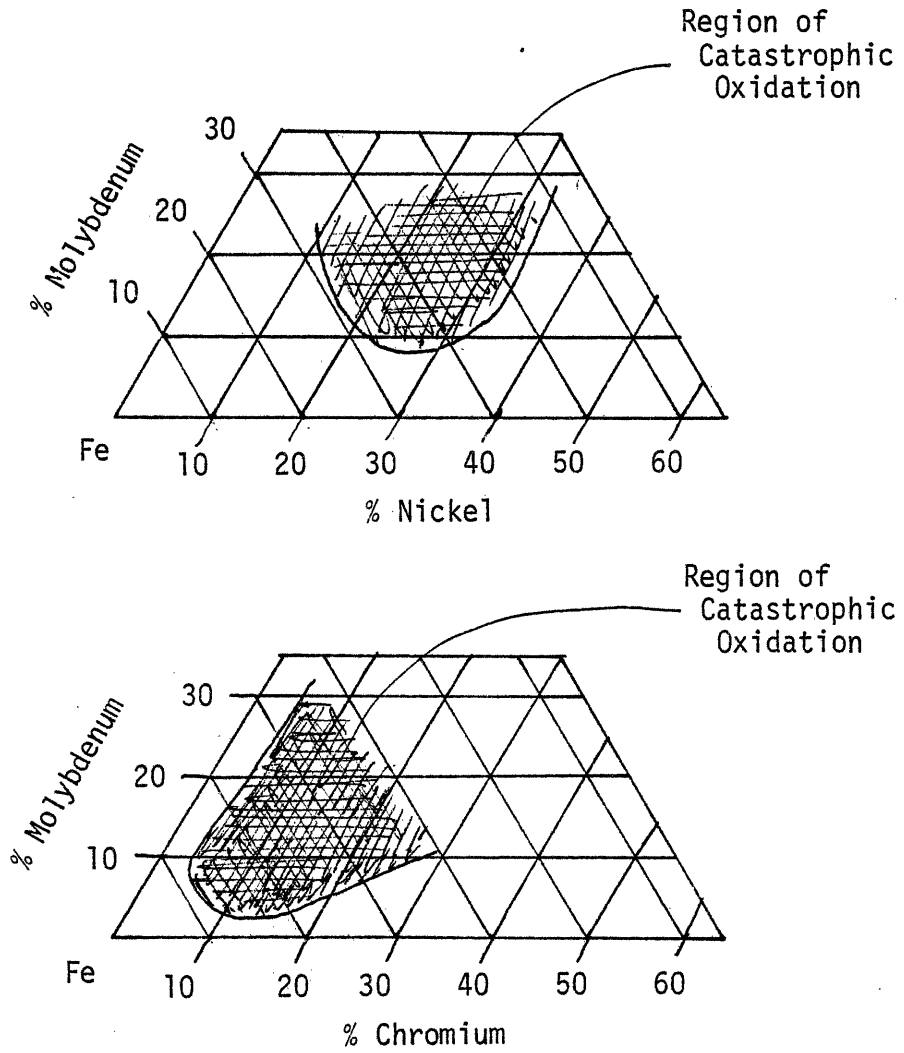 Region of
Catastrophic
Oxidation
30
20
10
% Molybdenum
Fe
10 20 30 40 50 60
% Nickel
Region of
Catastrophic
Oxidation
30
20
10
% Molybdenum
Fe
10 20 30 40 50 60
% Chromium